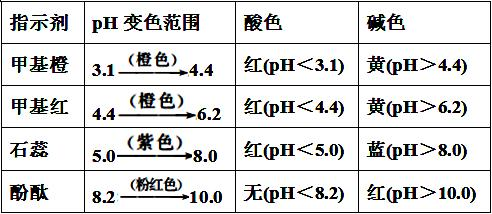 指示剂 pH 变色范围 酸色 碱色
甲基橙 3.1 (橙色) 4.4 红(pH＜3.1) 黄(pH＞4.4)
甲基红 4.4 (橙色) 6.2 红(pH＜4.4) 黄(pH＞6.2)
石蕊 5.0 (紫色) 8.0 红(pH＜5.0) 蓝(pH＞8.0)
酚酞 8.2 (粉红色) 10.0 无(pH＜8.2) 红(pH＞10.0)